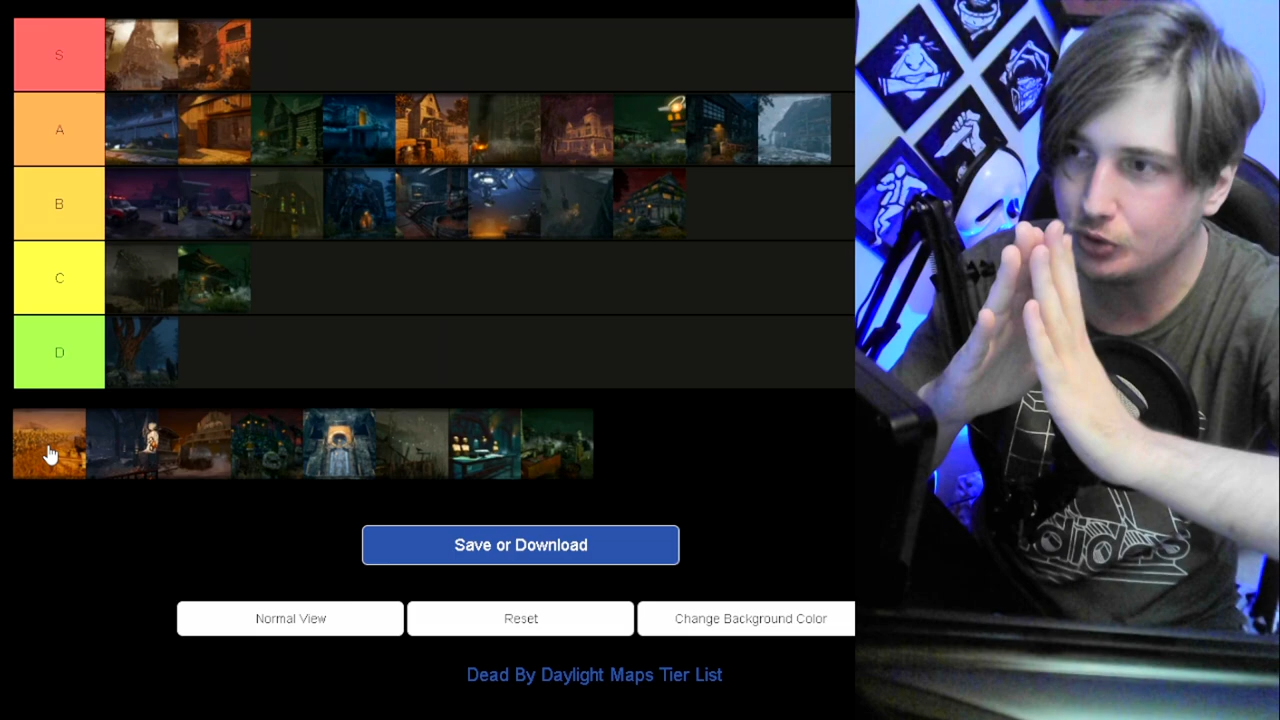 S
A
B
C
D
Save or Download
Normal View
Reset
Change Background Color
Dead By Daylight Maps Tier List